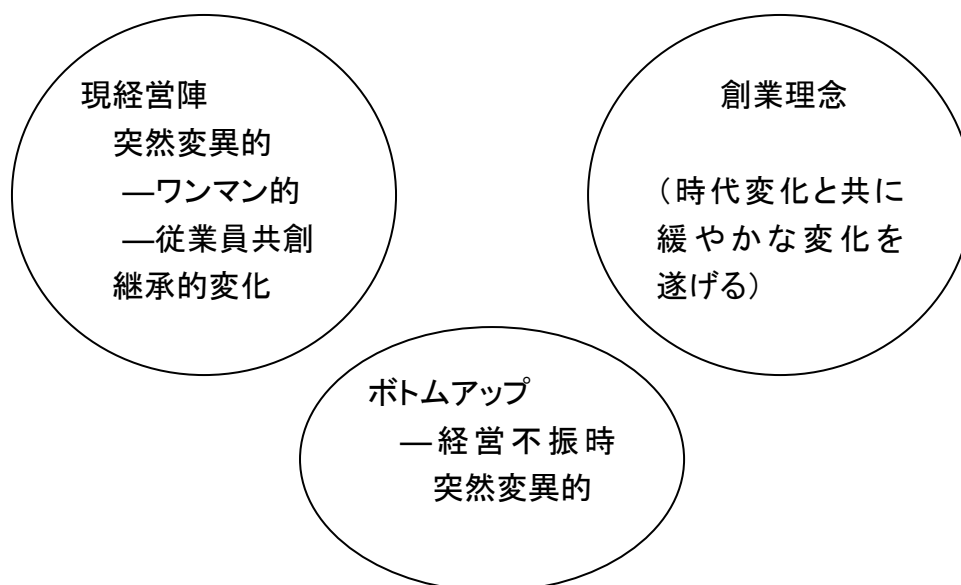 現経営陣
突然変異的
―ワンマン的
―従業員共創
継承的変化
創業理念
（時代変化と共に
緩やかな変化を
遂げる）
ボトムアップ
―経営不振時
突然変異的